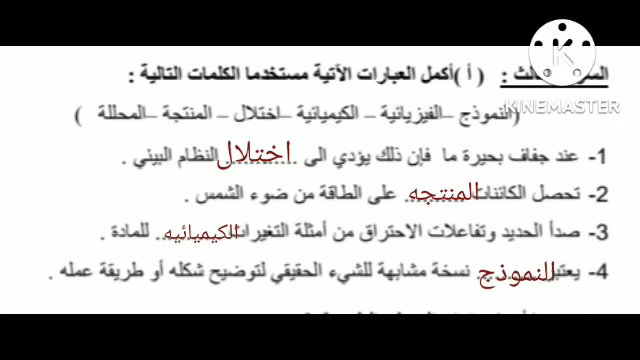 KINEMASTER
السؤال الثالث : ( أ ) أكمل العبارات الآتية مستخدما الكلمات التالية :
(النموذج – الفيزيائية – الكيميائية – اختلال – المنتجة – المحللة )
1- عند جفاف بحيرة ما فإن ذلك يؤدي الى ...اختلال... النظام البيئي .
2- تحصل الكائنات المنتجه... على الطاقة من ضوء الشمس .
3- صدأ الحديد وتفاعلات الاحتراق من أمثلة التغيرات الكيميائيه... للمادة .
4- يعتبر النموذج... نسخة مشابهة للشيء الحقيقي لتوضيح شكله أو طريقة عمله .